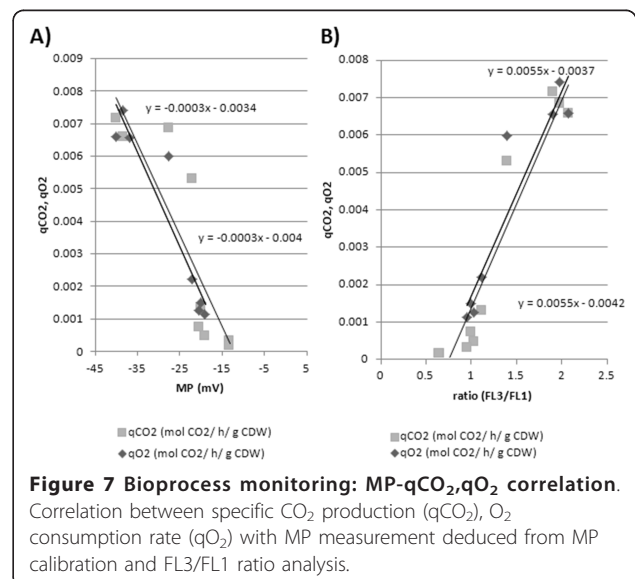 A)
0.009
0.008
0.007
0.006
0.005
0.004
0.003
0.002
0.001
0
qCO2, qO2
y = -0.0003x - 0.0034
y = -0.0003x - 0.004
-45 -35 -25 -15 -5
MP (mV)
qCO2 (mol CO2/ h/ g CDW)
qO2 (mol CO2/ h/ g CDW)
B)
0.008
0.007
0.006
0.005
0.004
0.003
0.002
0.001
0
qCO2, qO2
y = 0.0055x - 0.0037
y = 0.0055x - 0.0042
0 0.5 1 1.5 2 2.5
ratio (FL3/FL1)
qCO2 (mol CO2/ h/ g CDW)
qO2 (mol CO2/ h/ g CDW)
Figure 7 Bioprocess monitoring: MP-qCO₂,qO₂ correlation.
Correlation between specific CO₂ production (qCO₂), O₂
consumption rate (qO₂) with MP measurement deduced from MP
calibration and FL3/FL1 ratio analysis.